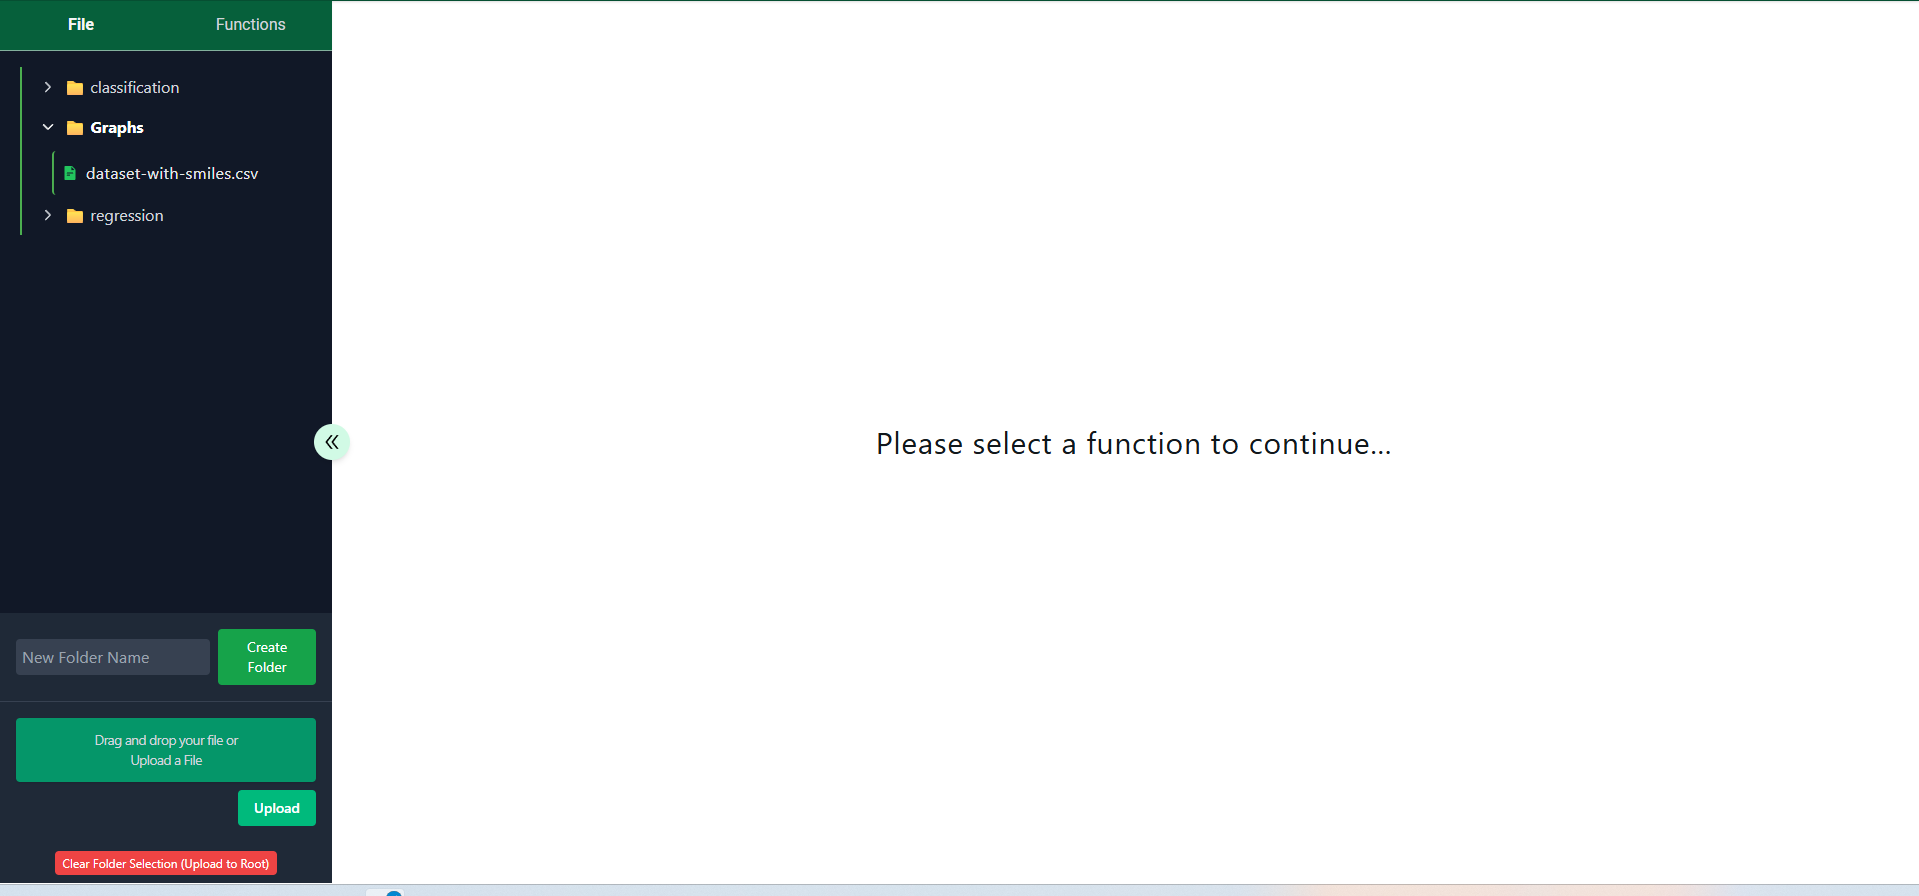 File
Functions
classification
Graphs
dataset-with-smiles.csv
regression
Please select a function to continue...
New Folder Name
Create
Folder
Drag and drop your file or
Upload a File
Upload
Clear Folder Selection (Upload to Root)